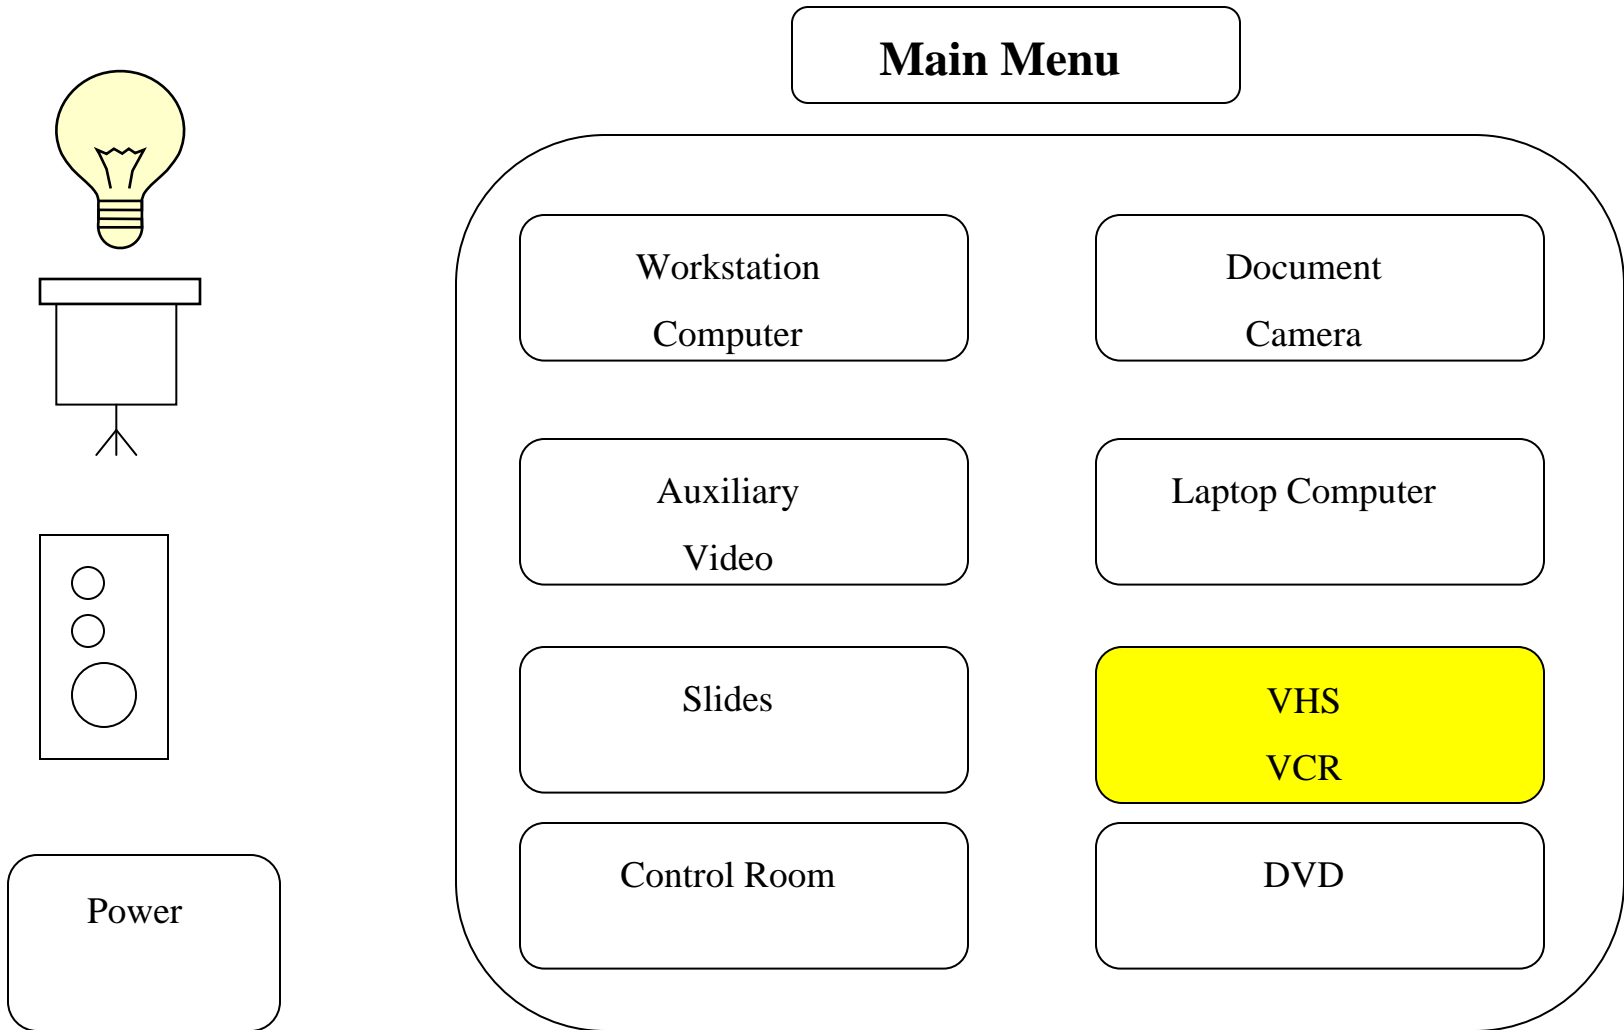 Main Menu
Workstation
Computer
Document
Camera
Auxiliary
Video
Laptop Computer
Slides
VHS
VCR
Control Room
DVD
Power